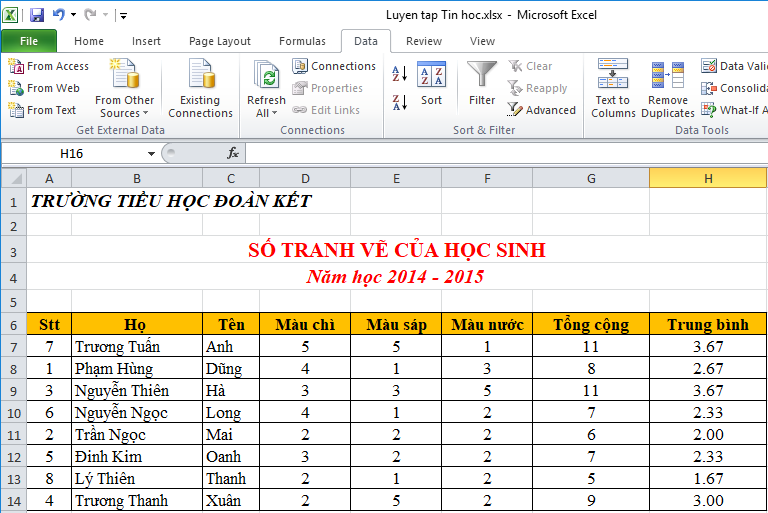 Luyen tap Tin hoc.xlsx - Microsoft Excel
File Home Insert Page Layout Formulas Data Review View
From Access
From Web
From Text
From Other Sources
Existing Connections
Get External Data
Refresh All
Connections
Properties
Edit Links
Connections
Sort
Filter
Clear
Reapply
Advanced
Sort & Filter
Text to Columns
Remove Duplicates
Data Vali
Consolida
What-If A
Data Tools
H16 fx
A B C D E F G H
1 TRƯỜNG TIỂU HỌC ĐOÀN KẾT
2
3 SỐ TRANH VẼ CỦA HỌC SINH
4 Năm học 2014 - 2015
5
6 Stt Họ Tên Màu chì Màu sáp Màu nước Tổng cộng Trung bình
7 7 Trương Tuấn Anh 5 5 1 11 3.67
8 1 Phạm Hùng Dũng 4 1 3 8 2.67
9 3 Nguyễn Thiên Hà 3 3 5 11 3.67
10 6 Nguyễn Ngọc Long 4 1 2 7 2.33
11 2 Trần Ngọc Mai 2 2 2 6 2.00
12 5 Đinh Kim Oanh 3 2 2 7 2.33
13 8 Lý Thiên Thanh 2 1 2 5 1.67
14 4 Trương Thanh Xuân 2 5 2 9 3.00